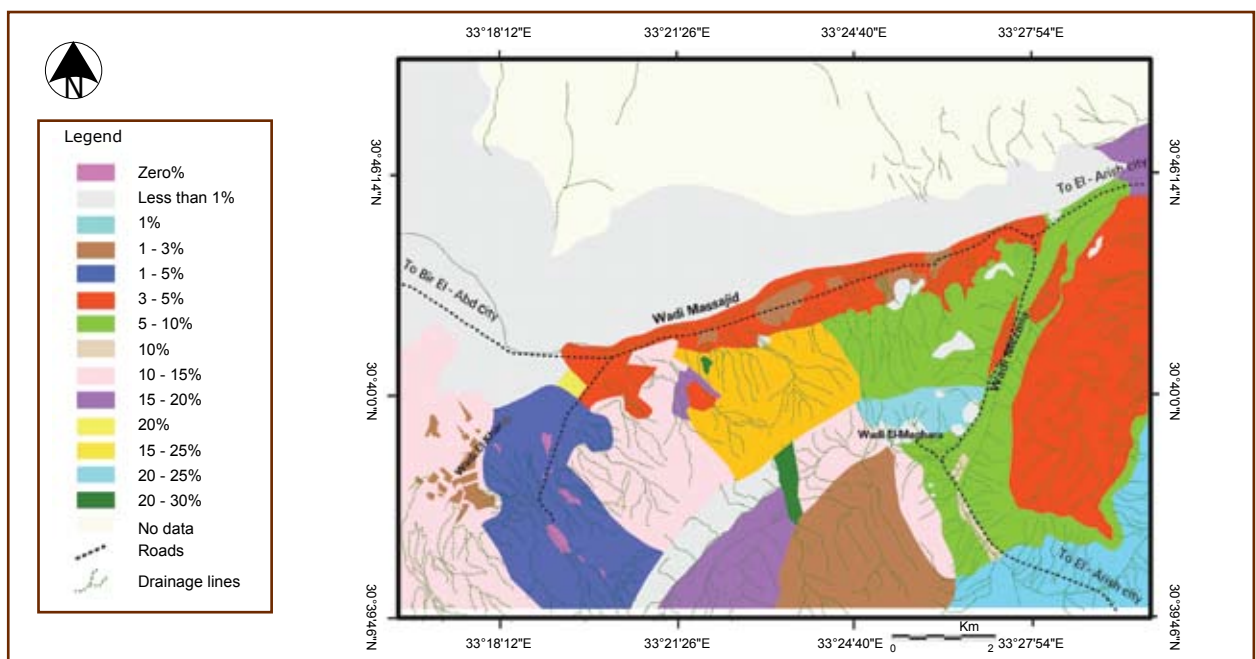 33°18'12"E
33°21'26"E
33°24'40"E
33°27'54"E
N
Legend
Zero%
Less than 1%
1%
1 - 3%
1 - 5%
3 - 5%
5 - 10%
10%
10 - 15%
15 - 20%
20%
15 - 25%
20 - 25%
20 - 30%
No data
Roads
Drainage lines
30°46'14"N
30°40'0"N
30°39'46"N
30°46'14"N
30°40'0"N
30°39'46"N
To El - Arish city
To Bir El - Abd city
Wadi Massajid
Wadi
Wadi El-Maghara
Wadi El
To El - Arish city
33°18'12"E
33°21'26"E
33°24'40"E
33°27'54"E
Km
0
2